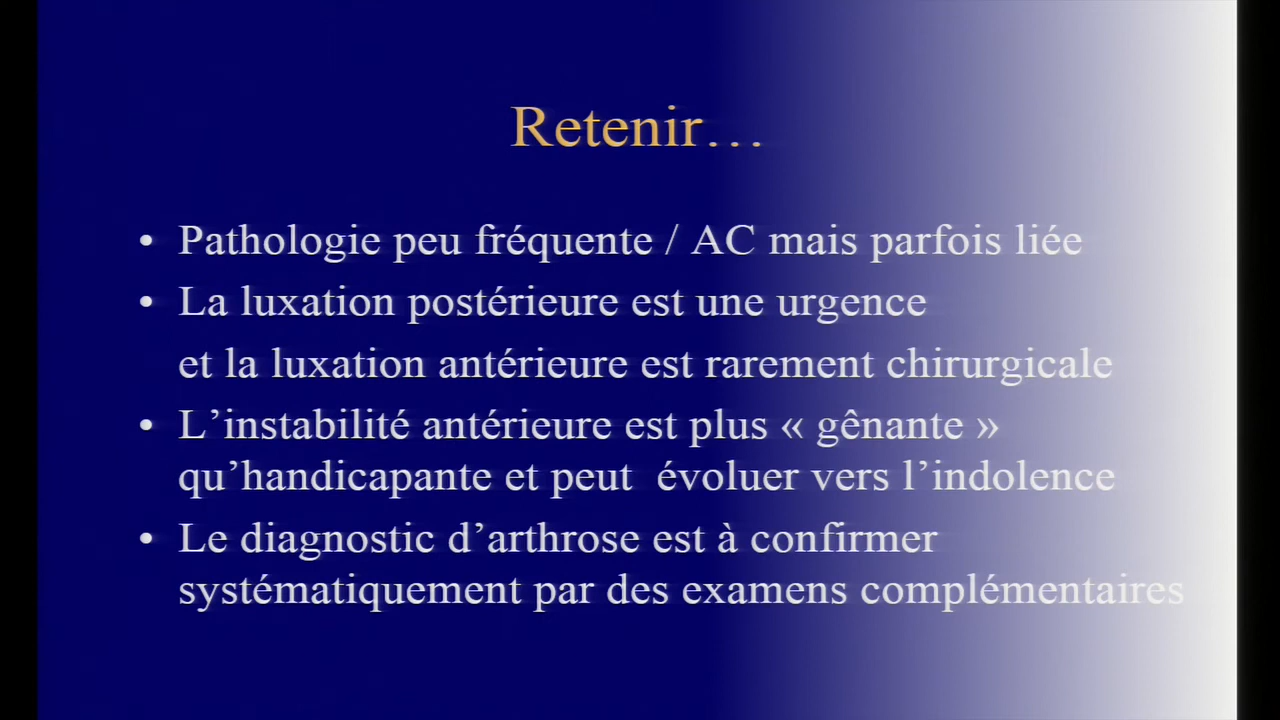 Retenir…
• Pathologie peu fréquente / AC mais parfois liée
• La luxation postérieure est une urgence
et la luxation antérieure est rarement chirurgicale
• L’instabilité antérieure est plus « gênante »
qu’handicapante et peut  évoluer vers l’indolence
• Le diagnostic d’arthrose est à confirmer
systématiquement par des examens complémentaires